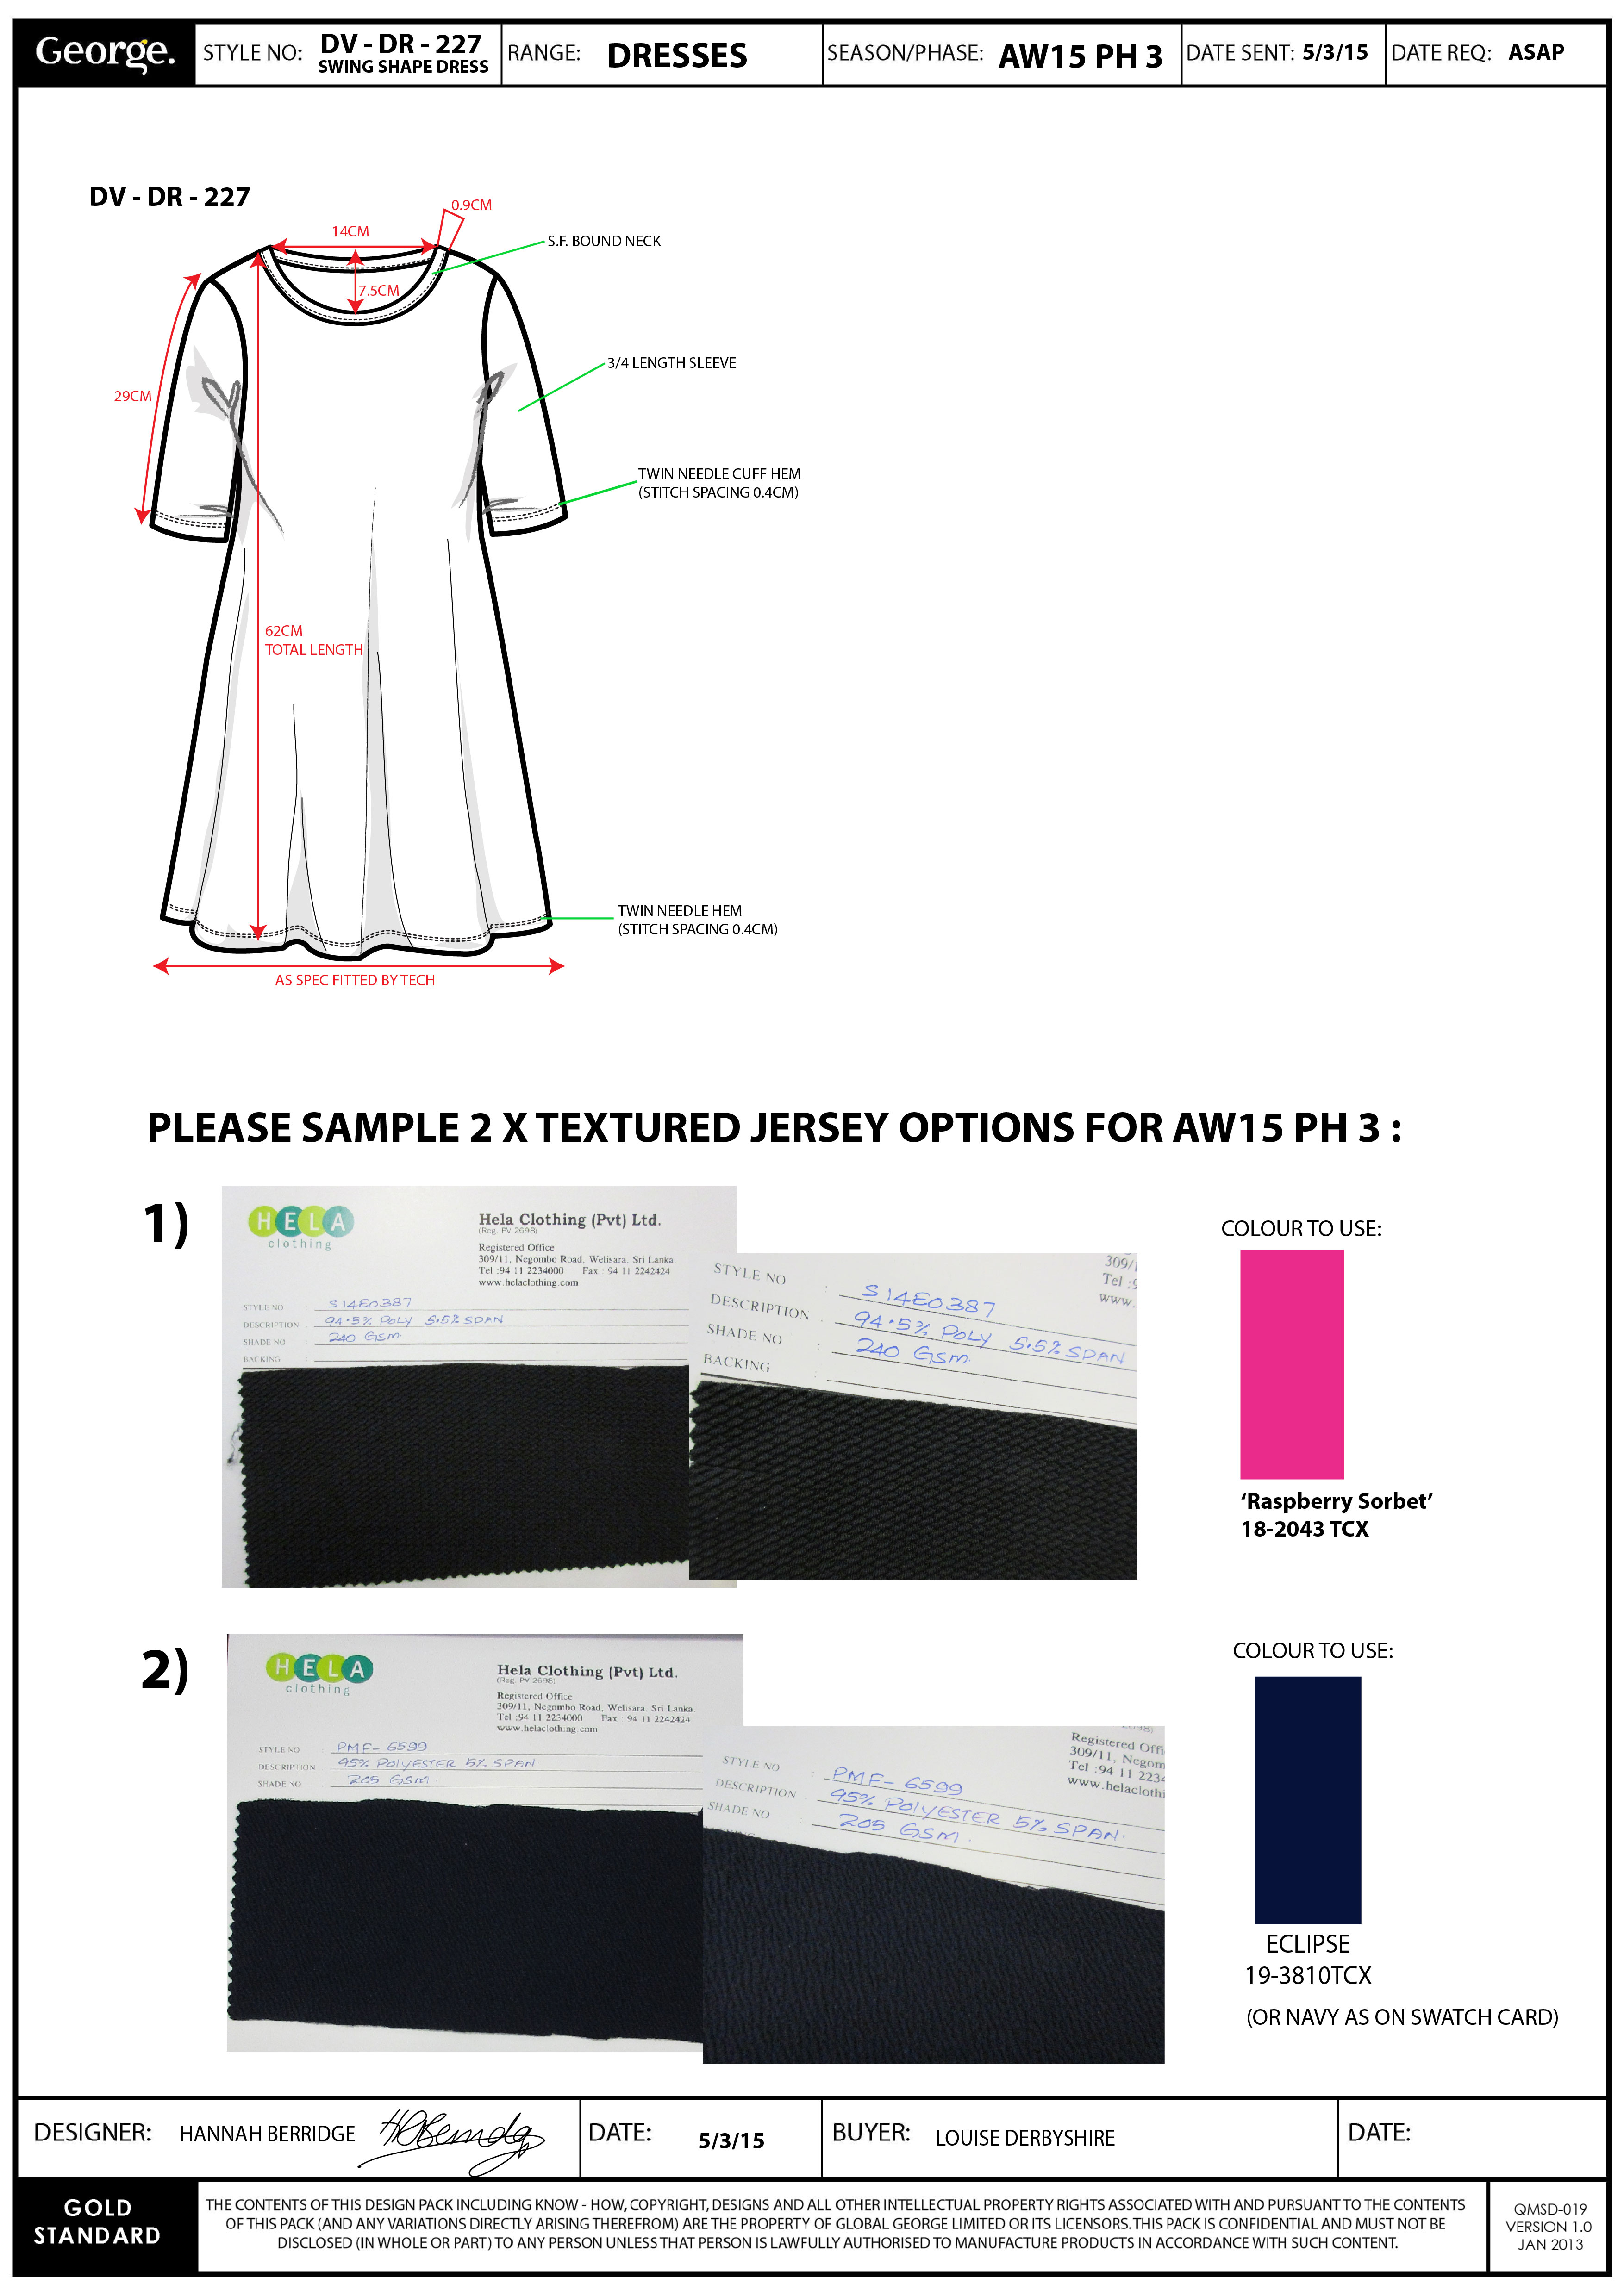 George.
STYLE NO: DV - DR - 227
SWING SHAPE DRESS
RANGE: DRESSES
SEASON/PHASE: AW15 PH 3
DATE SENT: 5/3/15
DATE REQ: ASAP
DV - DR - 227
0.9CM
14CM
S.F. BOUND NECK
7.5CM
3/4 LENGTH SLEEVE
29CM
TWIN NEEDLE CUFF HEM
(STITCH SPACING 0.4CM)
62CM
TOTAL LENGTH
TWIN NEEDLE HEM
(STITCH SPACING 0.4CM)
AS SPEC FITTED BY TECH
PLEASE SAMPLE 2 X TEXTURED JERSEY OPTIONS FOR AW15 PH 3 :
1)
HELA
clothing
Hela Clothing (Pvt) Ltd.
(Reg. PV 2698)
Registered Office
309/11, Negombo Road, Welisara, Sri Lanka.
Tel :94 11 2234000 Fax : 94 11 2242424
www.helaclothing.com
STYLE NO : S14E0387
DESCRIPTION : 94.5% POLY 5.5% SPAN
SHADE NO : 240 GSM.
BACKING
309/1
Tel :9
www.
STYLE NO : S14E0387
DESCRIPTION : 94.5% POLY 5.5% SPAN
SHADE NO : 240 GSM.
BACKING :
COLOUR TO USE:
‘Raspberry Sorbet’
18-2043 TCX
2)
HELA
clothing
Hela Clothing (Pvt) Ltd.
(Reg. PV 2698)
Registered Office
309/11, Negombo Road, Welisara, Sri Lanka.
Tel :94 11 2234000 Fax : 94 11 2242424
www.helaclothing.com
STYLE NO : PMF- 6599
DESCRIPTION : 95% POLYESTER 5% SPAN.
SHADE NO : 205 GSM.
2698)
Registered Offi
309/11, Negom
Tel :94 11 223
www.helaclothi
STYLE NO : PMF- 6599
DESCRIPTION : 95% POLYESTER 5% SPAN.
SHADE NO : 205 GSM.
COLOUR TO USE:
ECLIPSE
19-3810TCX
(OR NAVY AS ON SWATCH CARD)
DESIGNER: HANNAH BERRIDGE
DATE: 5/3/15
BUYER: LOUISE DERBYSHIRE
DATE:
GOLD
STANDARD
THE CONTENTS OF THIS DESIGN PACK INCLUDING KNOW - HOW, COPYRIGHT, DESIGNS AND ALL OTHER INTELLECTUAL PROPERTY RIGHTS ASSOCIATED WITH AND PURSUANT TO THE CONTENTS
OF THIS PACK (AND ANY VARIATIONS DIRECTLY ARISING THEREFROM) ARE THE PROPERTY OF GLOBAL GEORGE LIMITED OR ITS LICENSORS. THIS PACK IS CONFIDENTIAL AND MUST NOT BE
DISCLOSED (IN WHOLE OR PART) TO ANY PERSON UNLESS THAT PERSON IS LAWFULLY AUTHORISED TO MANUFACTURE PRODUCTS IN ACCORDANCE WITH SUCH CONTENT.
QMSD-019
VERSION 1.0
JAN 2013